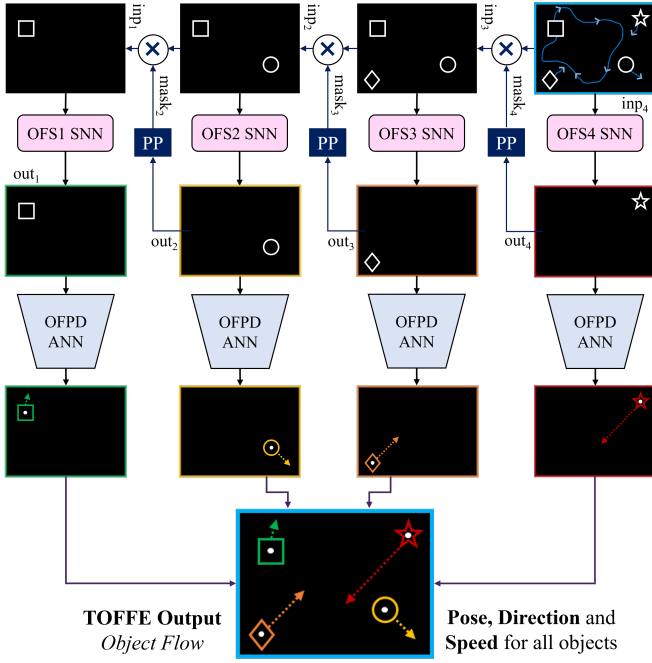 inp1
inp2
inp3
inp4
mask2
mask3
mask4
OFS1 SNN
PP
OFS2 SNN
PP
OFS3 SNN
PP
OFS4 SNN
out1
out2
out3
out4
OFPD
ANN
OFPD
ANN
OFPD
ANN
OFPD
ANN
TOFFE Output
Object Flow
Pose, Direction and
Speed for all objects